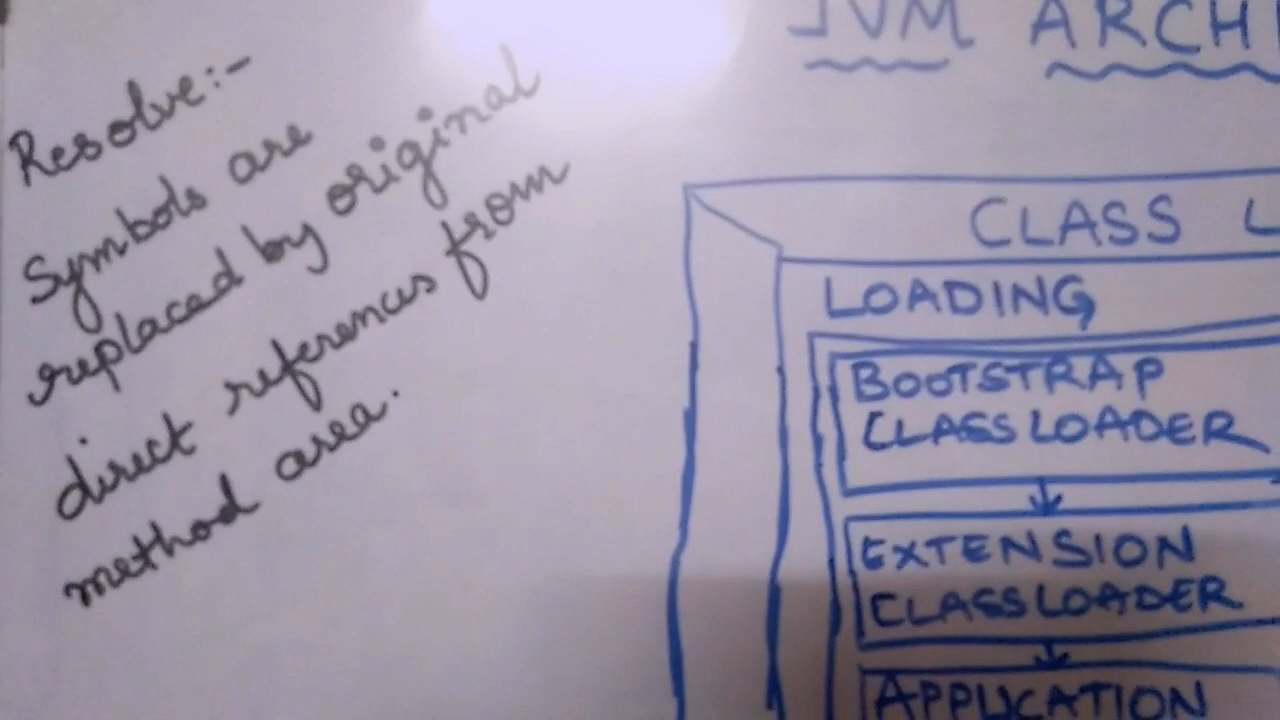 Resolve:-
Symbols are
replaced by original
direct references from
method area.
JVM ARCHI
CLASS L
LOADING
BOOTSTRAP
CLASSLOADER
EXTENSION
CLASSLOADER
APPLICATION